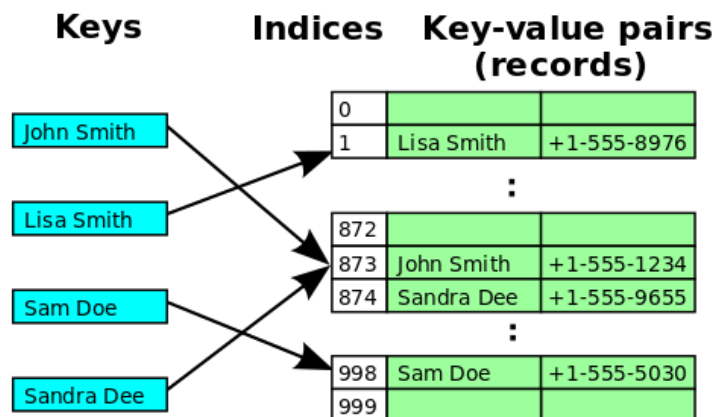 Keys
Indices
Key-value pairs
(records)
John Smith
Lisa Smith
Sam Doe
Sandra Dee
0
1 Lisa Smith +1-555-8976
:
872
873 John Smith +1-555-1234
874 Sandra Dee +1-555-9655
:
998 Sam Doe +1-555-5030
999